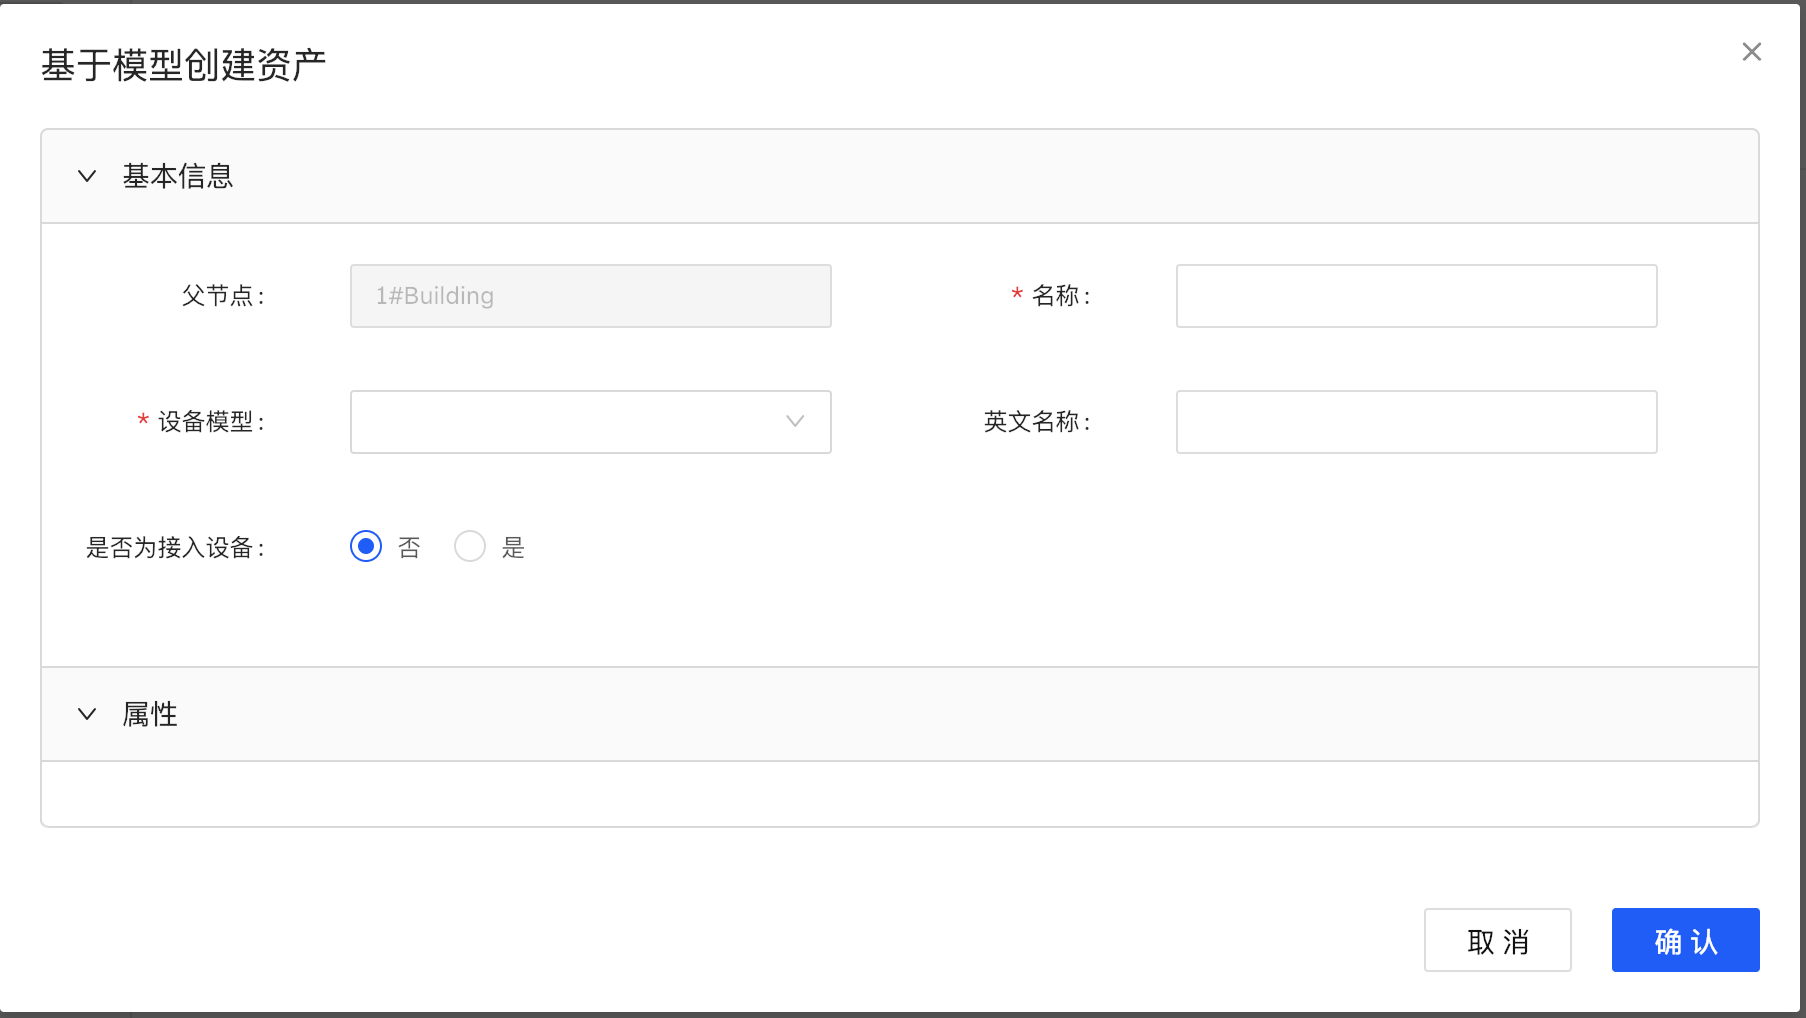 基于模型创建资产
基本信息
父节点:
1#Building
* 名称:
* 设备模型:
英文名称:
是否为接入设备:
否
是
属性
取 消
确 认